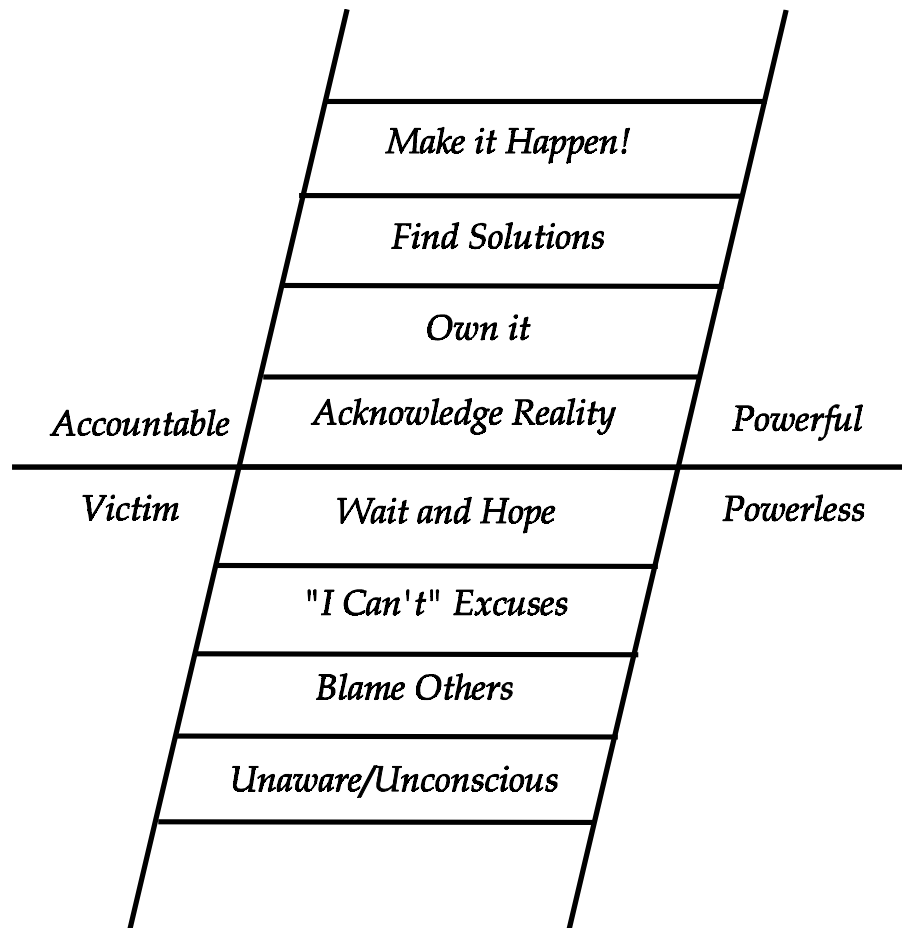 Make it Happen!
Find Solutions
Own it
Accountable Acknowledge Reality Powerful
Victim Wait and Hope Powerless
"I Can't" Excuses
Blame Others
Unaware/Unconscious